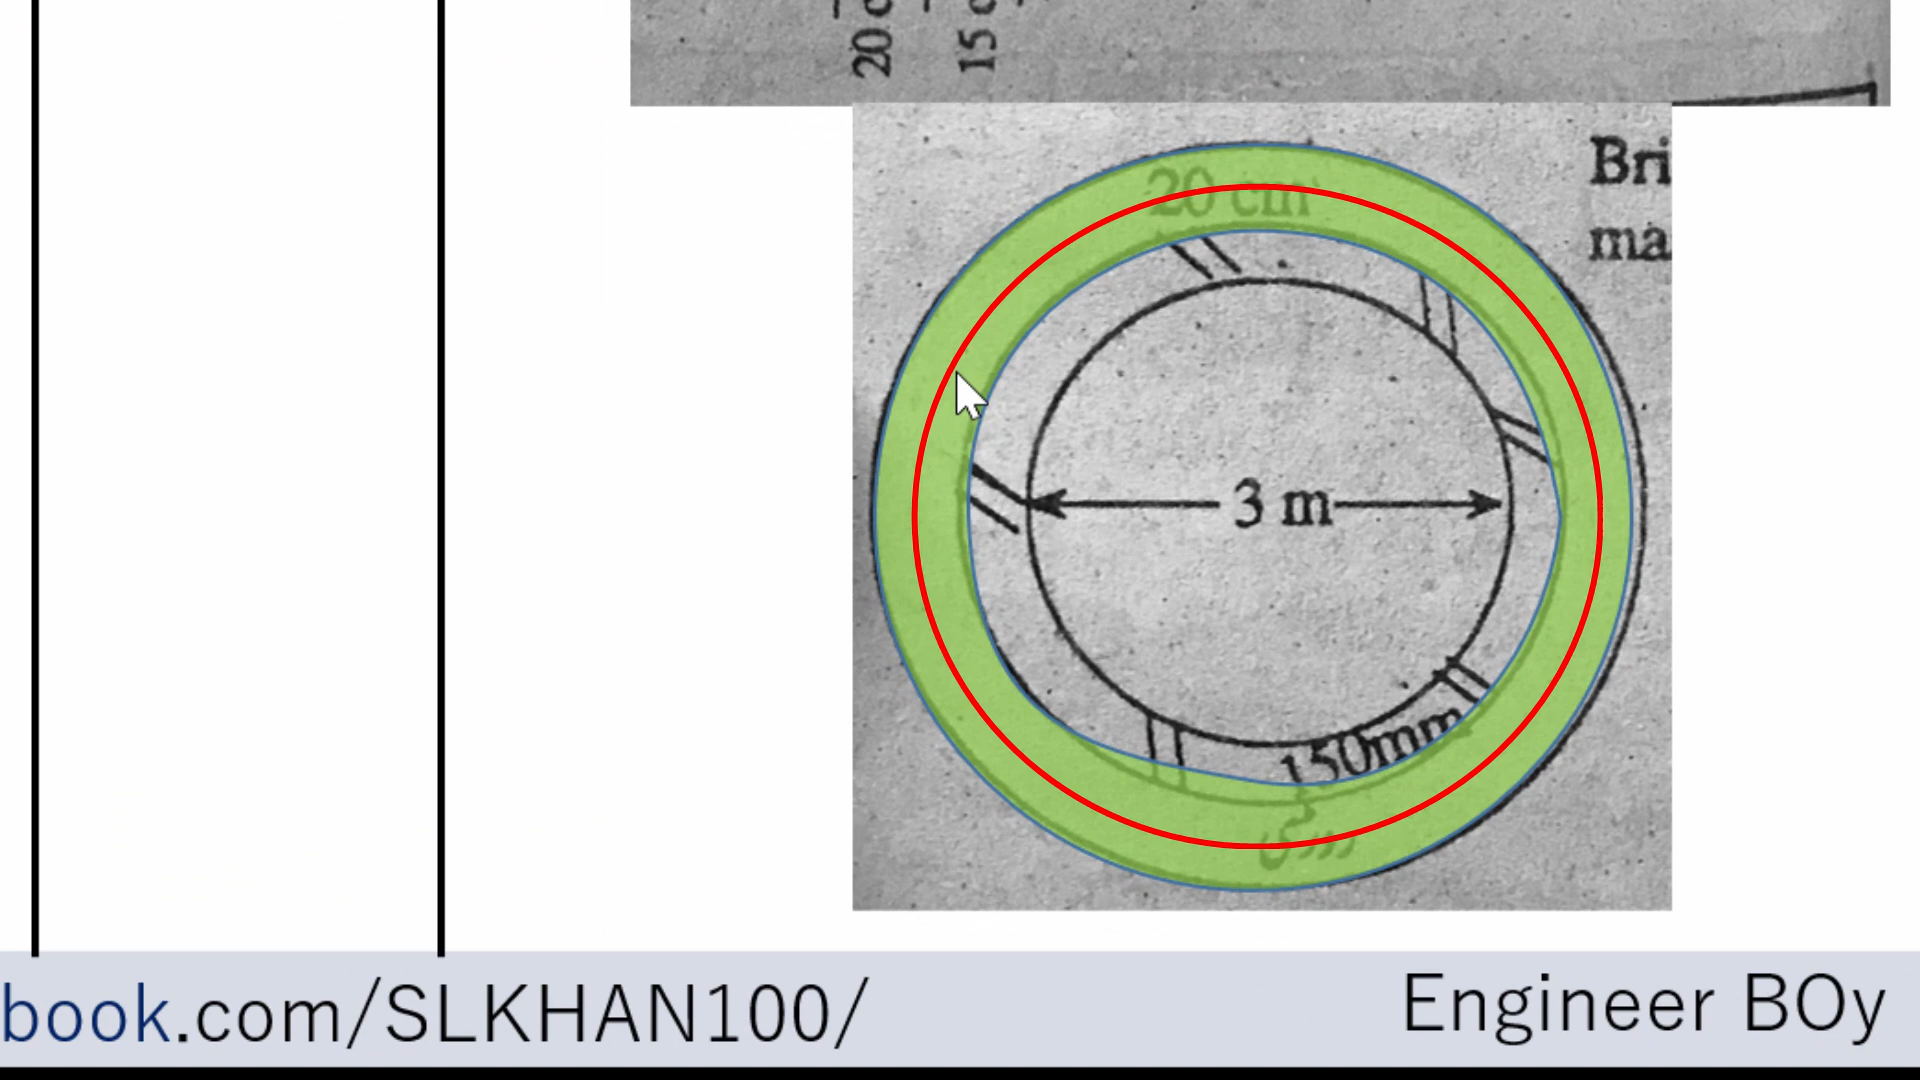 20 c
15 c
Bri
ma
20 cm
3 m
150mm
book.com/SLKHAN100/
Engineer BOy